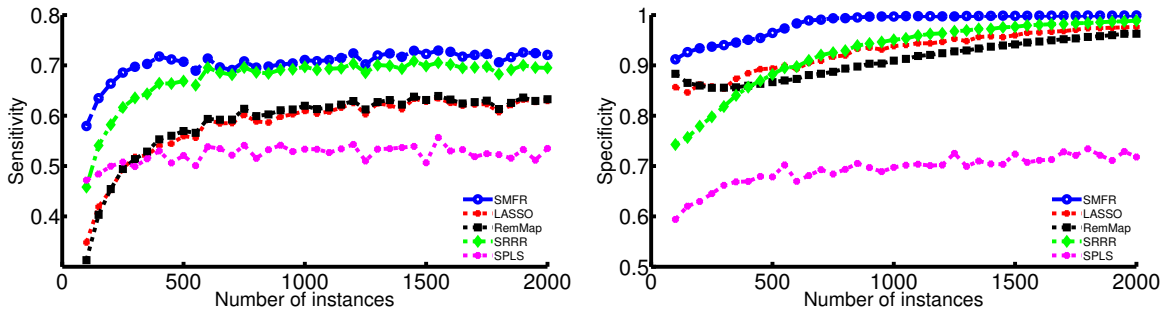 0.8
0.7
0.6
0.5
0.4
Sensitivity
0 500 1000 1500 2000
Number of instances
SMFR
LASSO
RemMap
SRRR
SPLS
1
0.9
0.8
0.7
0.6
0.5
Specificity
0 500 1000 1500 2000
Number of instances
SMFR
LASSO
RemMap
SRRR
SPLS